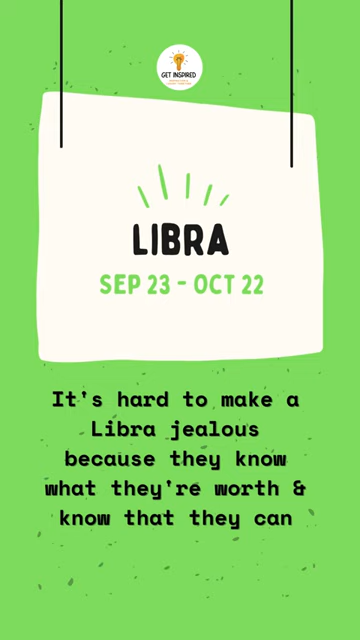 GET INSPIRED
LIBRA
SEP 23 - OCT 22
It's hard to make a
Libra jealous
because they know
what they're worth &
know that they can